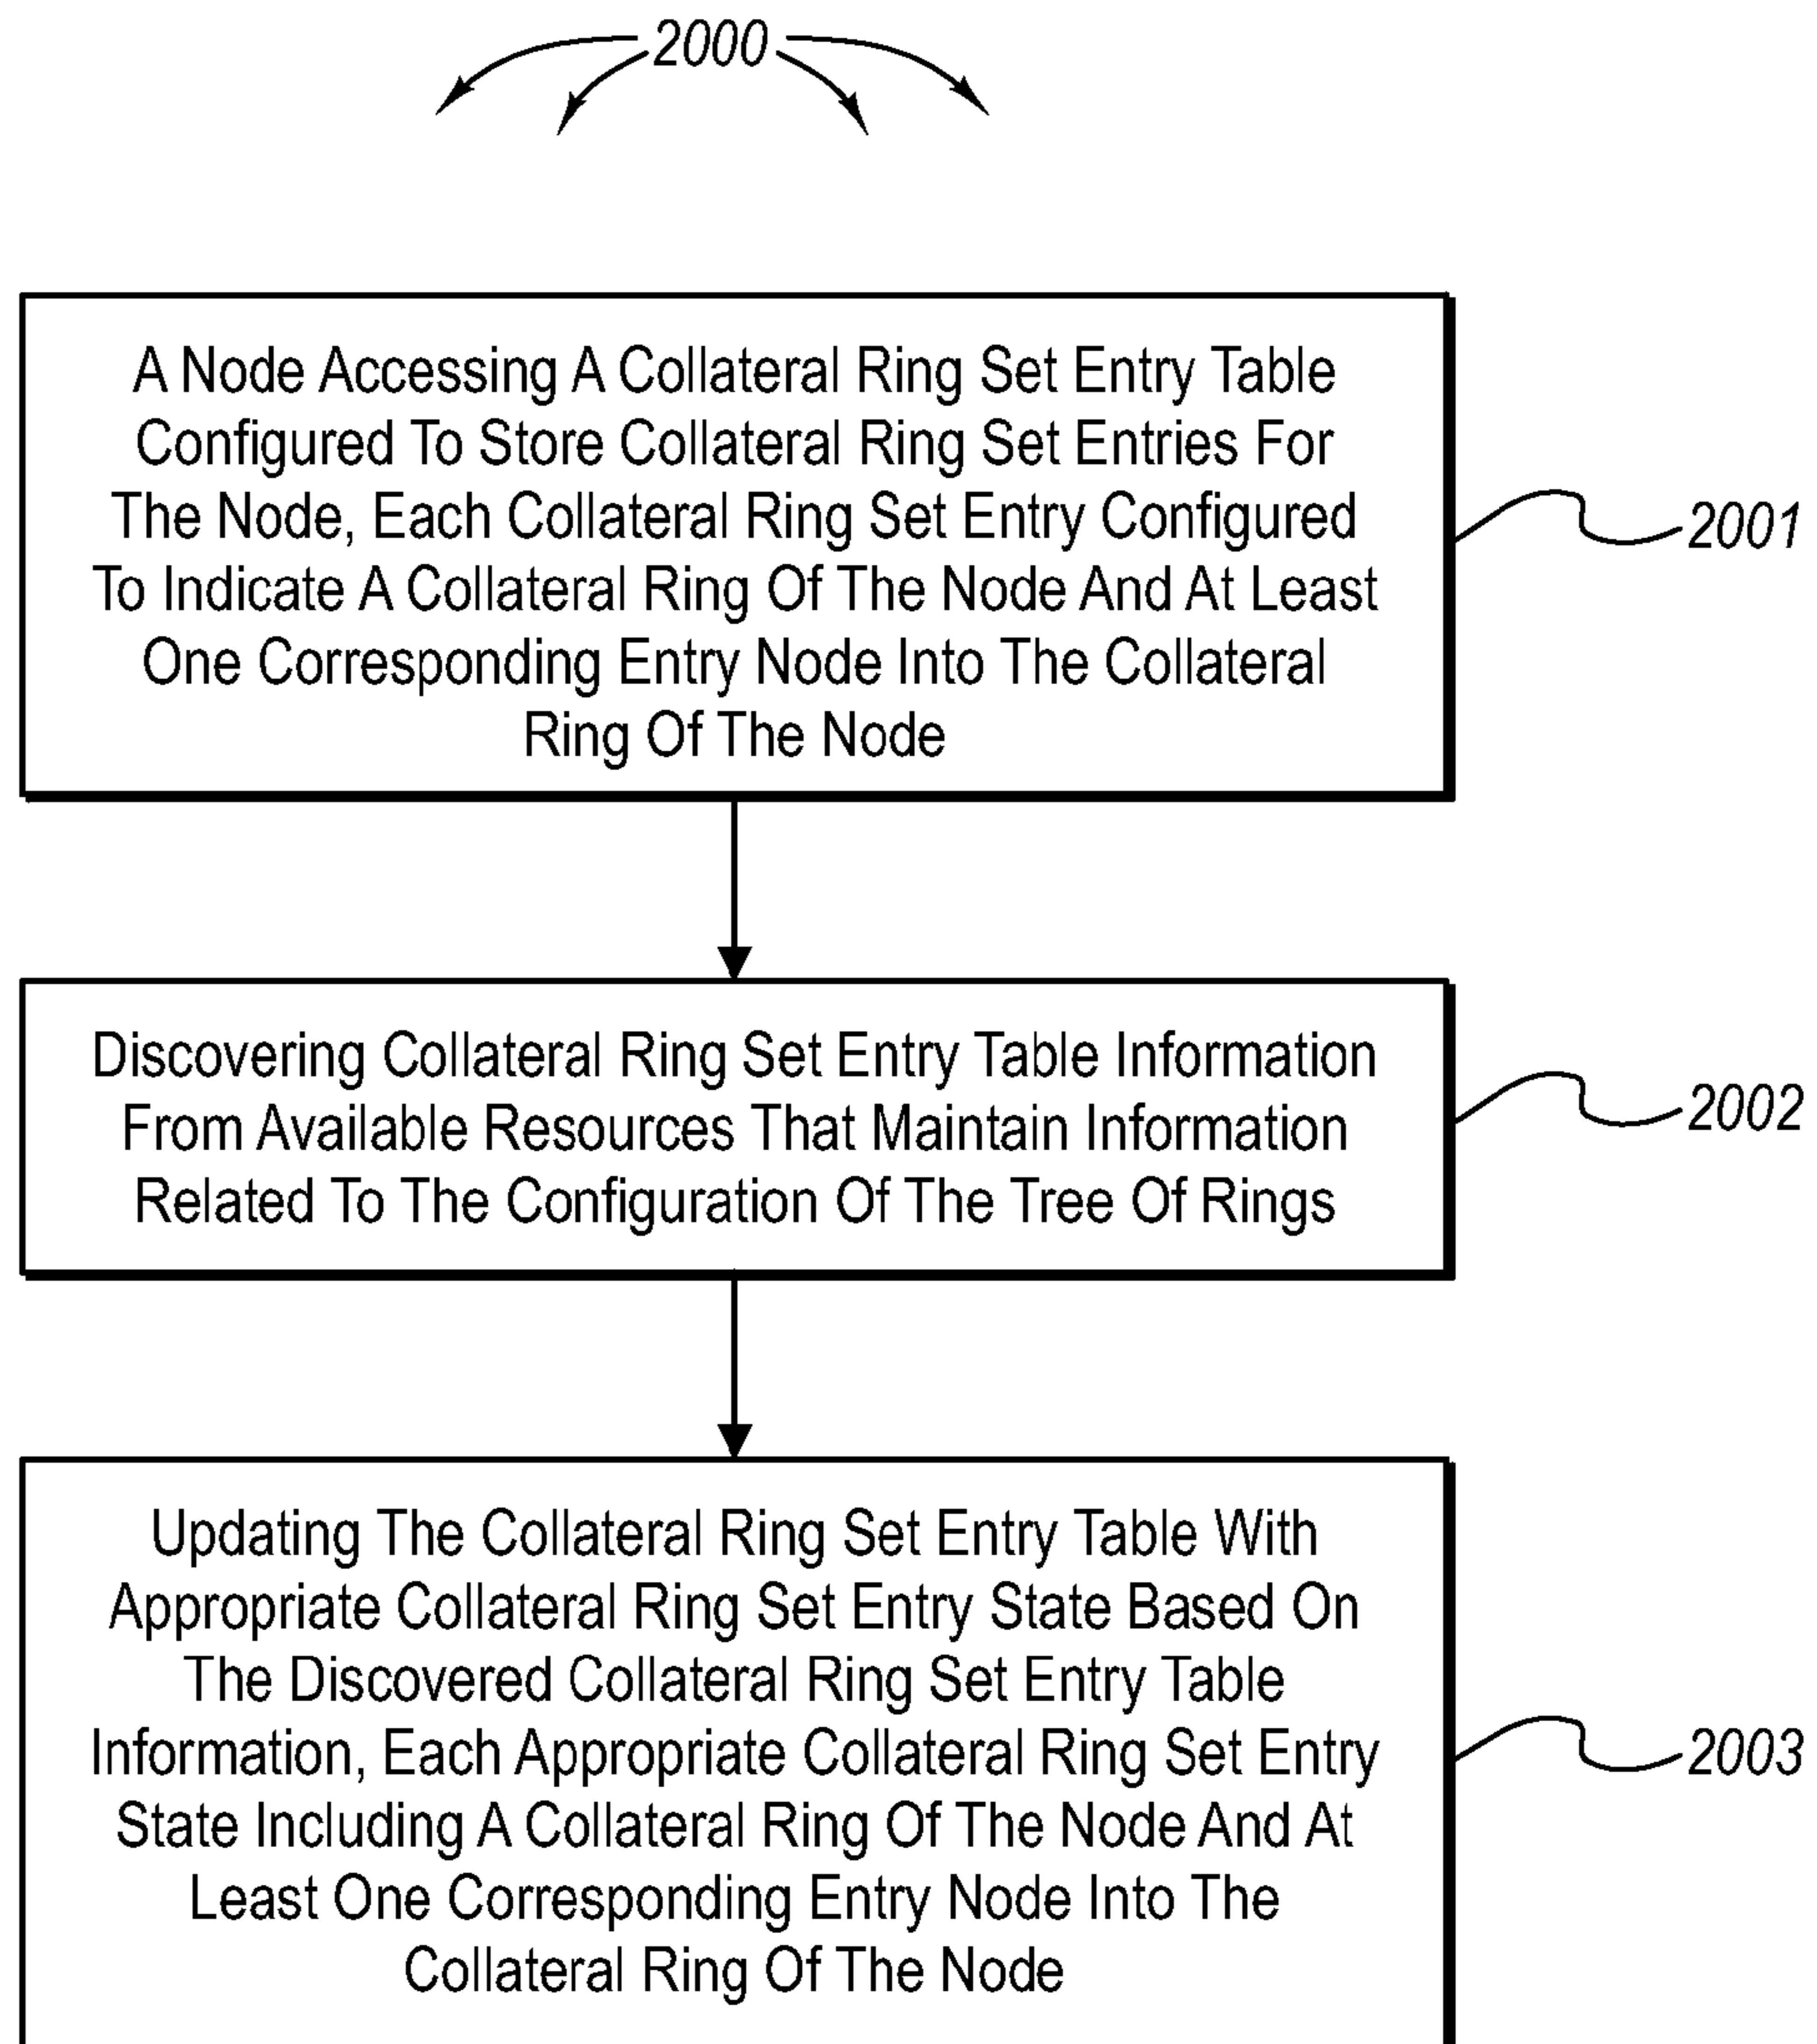 2000
A Node Accessing A Collateral Ring Set Entry Table
Configured To Store Collateral Ring Set Entries For
The Node, Each Collateral Ring Set Entry Configured
To Indicate A Collateral Ring Of The Node And At Least
One Corresponding Entry Node Into The Collateral
Ring Of The Node
2001
Discovering Collateral Ring Set Entry Table Information
From Available Resources That Maintain Information
Related To The Configuration Of The Tree Of Rings
2002
Updating The Collateral Ring Set Entry Table With
Appropriate Collateral Ring Set Entry State Based On
The Discovered Collateral Ring Set Entry Table
Information, Each Appropriate Collateral Ring Set Entry
State Including A Collateral Ring Of The Node And At
Least One Corresponding Entry Node Into The
Collateral Ring Of The Node
2003